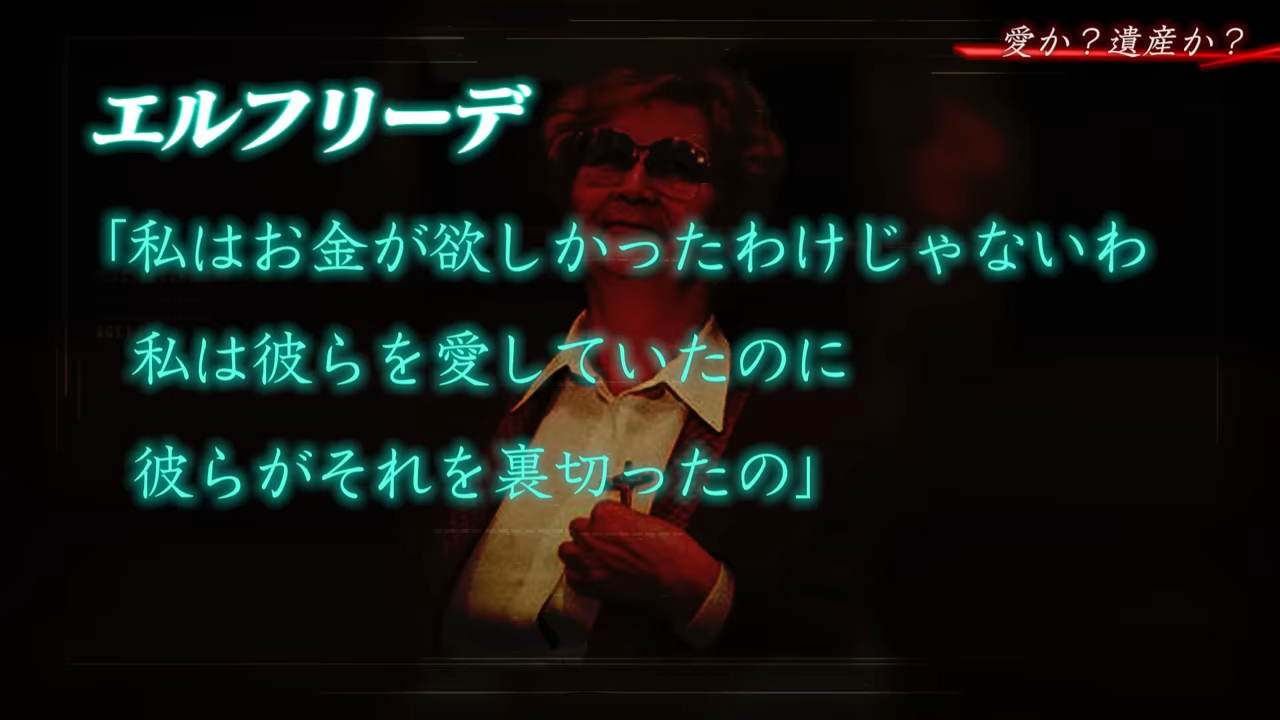 愛か？遺産か？
エルフリーデ
「私はお金が欲しかったわけじゃないわ
私は彼らを愛していたのに
彼らがそれを裏切ったの」